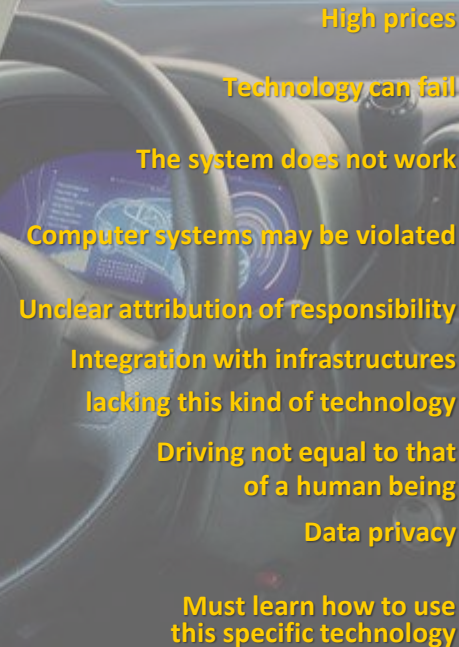 High prices
Technology can fail
The system does not work
Computer systems may be violated
Unclear attribution of responsibility
Integration with infrastructures
lacking this kind of technology
Driving not equal to that
of a human being
Data privacy
Must learn how to use
this specific technology